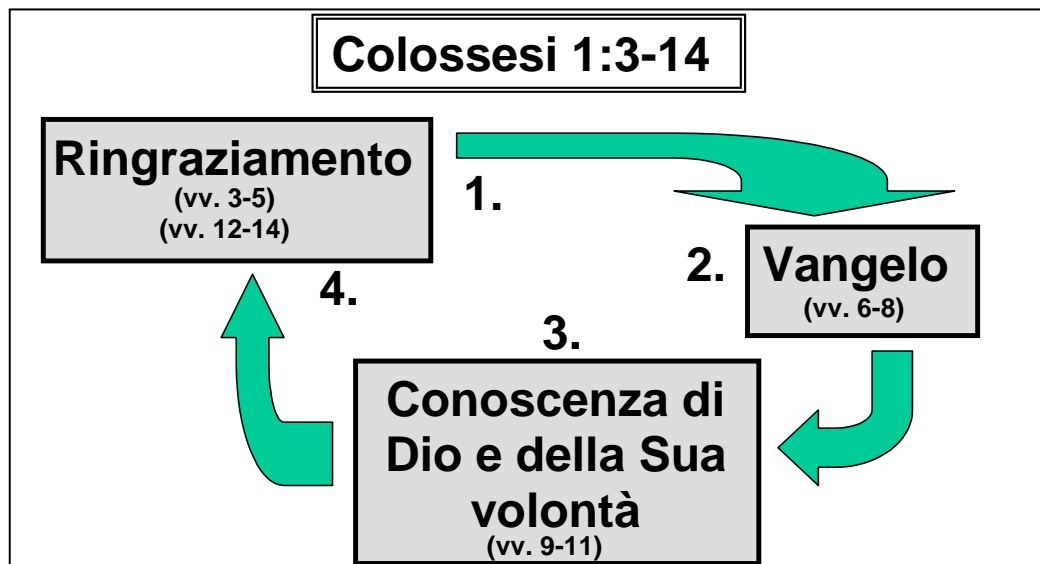 Colossesi 1:3-14
Ringraziamento
(vv. 3-5)
(vv. 12-14)
1.
2.
Vangelo
(vv. 6-8)
3.
Conoscenza di
Dio e della Sua
volontà
(vv. 9-11)
4.